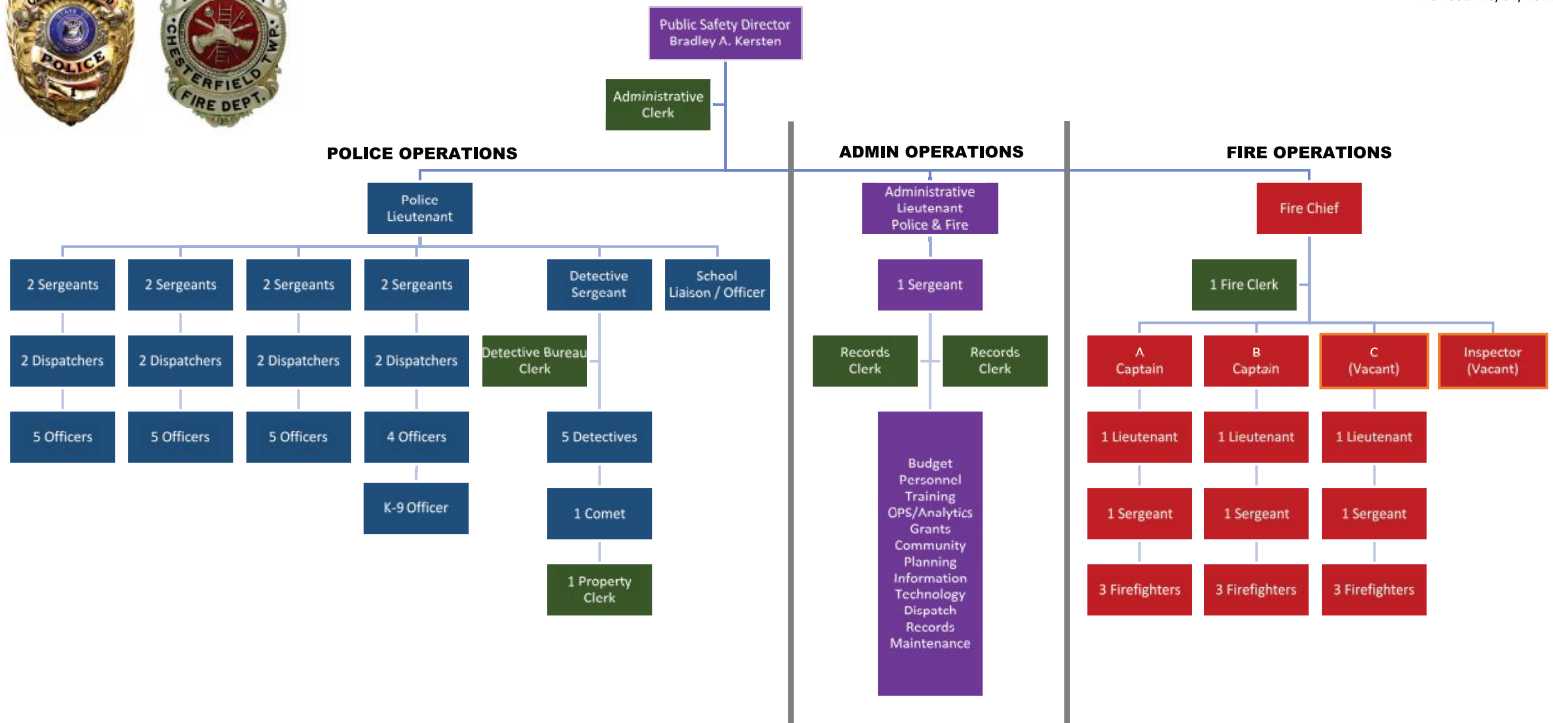 POLICE
CHESTERFIELD TWP.
FIRE DEPT.
Public Safety Director
Bradley A. Kersten
Administrative
Clerk
POLICE OPERATIONS
ADMIN OPERATIONS
FIRE OPERATIONS
Police
Lieutenant
Administrative
Lieutenant
Police & Fire
Fire Chief
2 Sergeants
2 Sergeants
2 Sergeants
2 Sergeants
Detective
Sergeant
School
Liaison / Officer
1 Sergeant
1 Fire Clerk
2 Dispatchers
2 Dispatchers
2 Dispatchers
2 Dispatchers
Detective Bureau
Clerk
Records
Clerk
Records
Clerk
A
Captain
B
Captain
C
(Vacant)
Inspector
(Vacant)
5 Officers
5 Officers
5 Officers
4 Officers
5 Detectives
Budget
Personnel
Training
OPS/Analytics
Grants
Community
Planning
Information
Technology
Dispatch
Records
Maintenance
1 Lieutenant
1 Lieutenant
1 Lieutenant
K-9 Officer
1 Comet
1 Sergeant
1 Sergeant
1 Sergeant
1 Property
Clerk
3 Firefighters
3 Firefighters
3 Firefighters